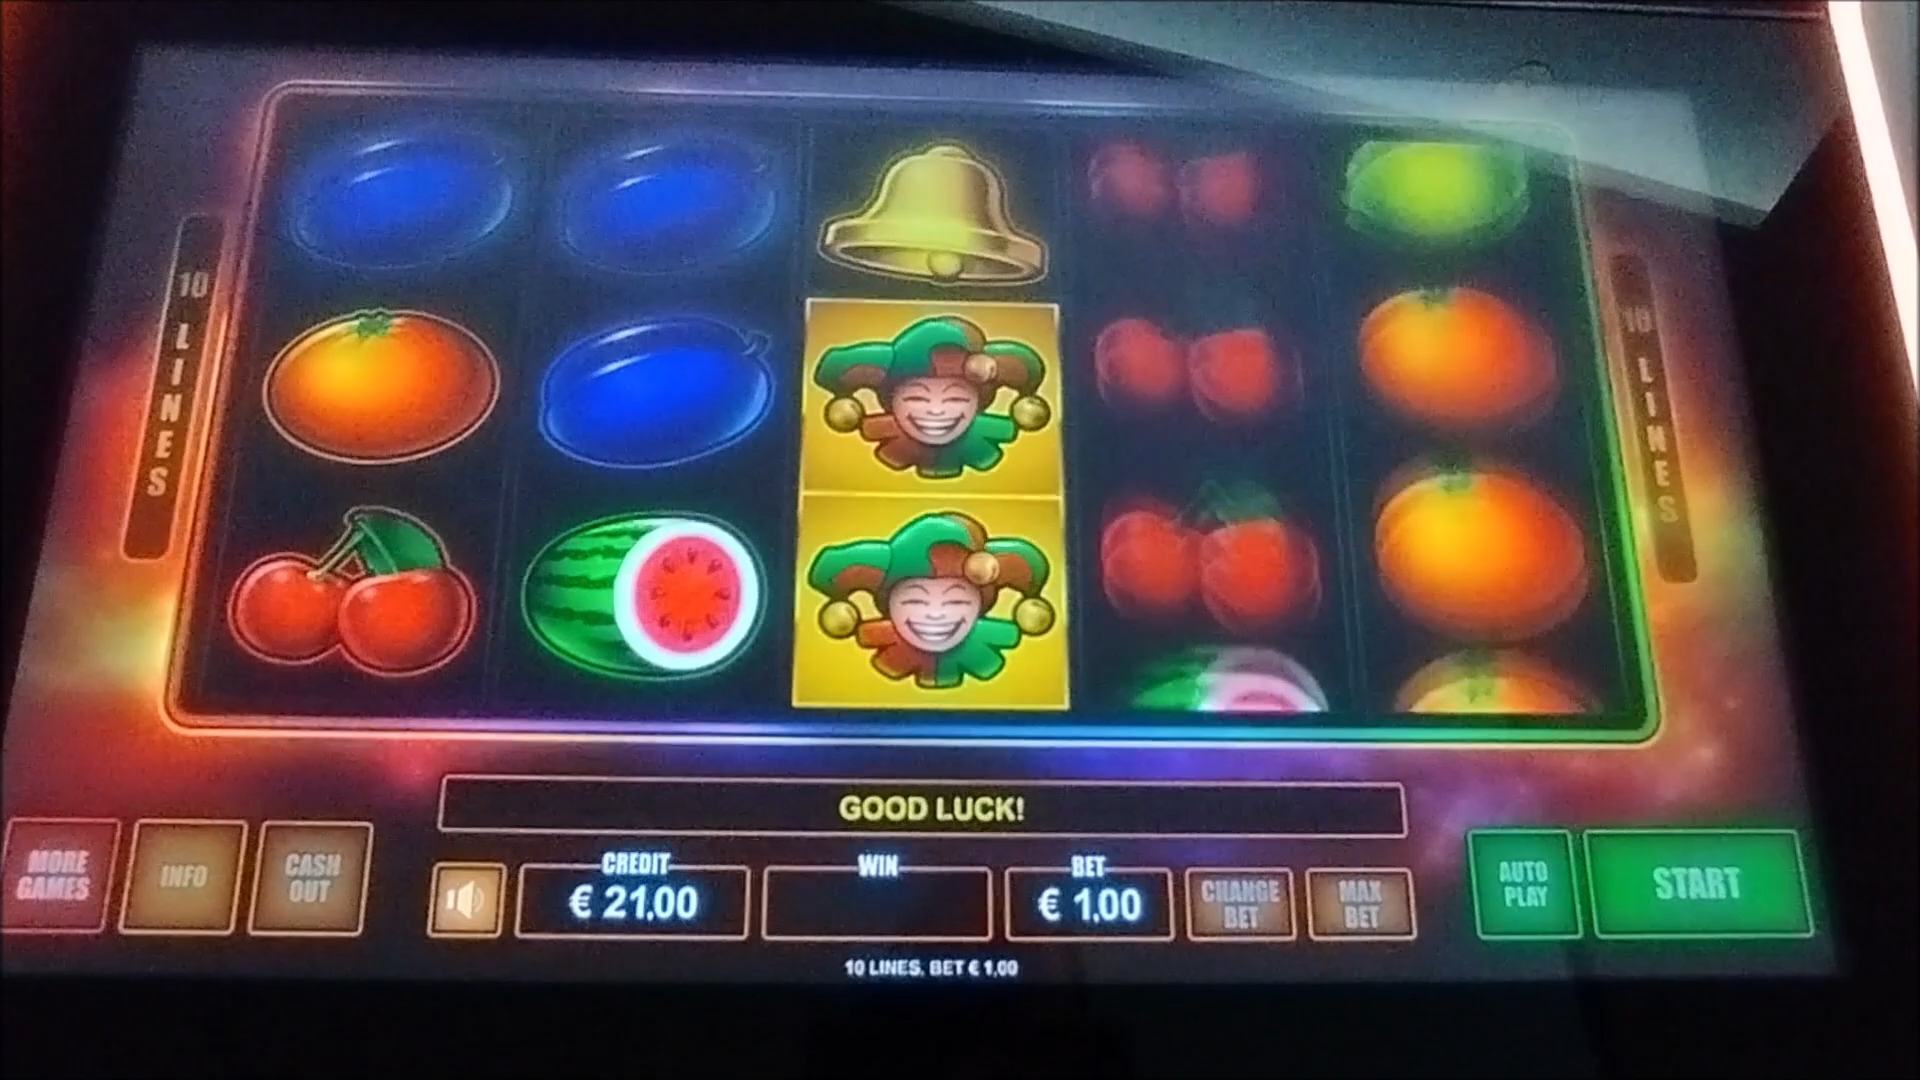 10 LINES
10 LINES
GOOD LUCK!
MORE GAMES
INFO
CASH OUT
CREDIT
€ 21,00
WIN
BET
€ 1,00
CHANGE BET
MAX BET
AUTO PLAY
START
10 LINES. BET € 1,00